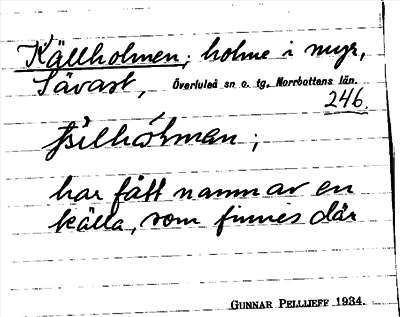 Källholmen; holme i myr,
Sävast, Överluleå sn o. tg. Norrbottens län.
246.
har fått namn av en
källa, som finnes där
GUNNAR PELLIJEFF 1934.